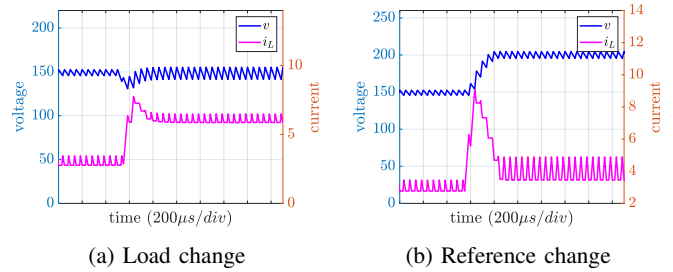 200
150
100
50
0
voltage
10
5
0
current
v
i_L
time (200μs/div)
(a) Load change
250
200
150
100
50
0
voltage
14
12
10
8
6
4
2
current
v
i_L
time (200μs/div)
(b) Reference change